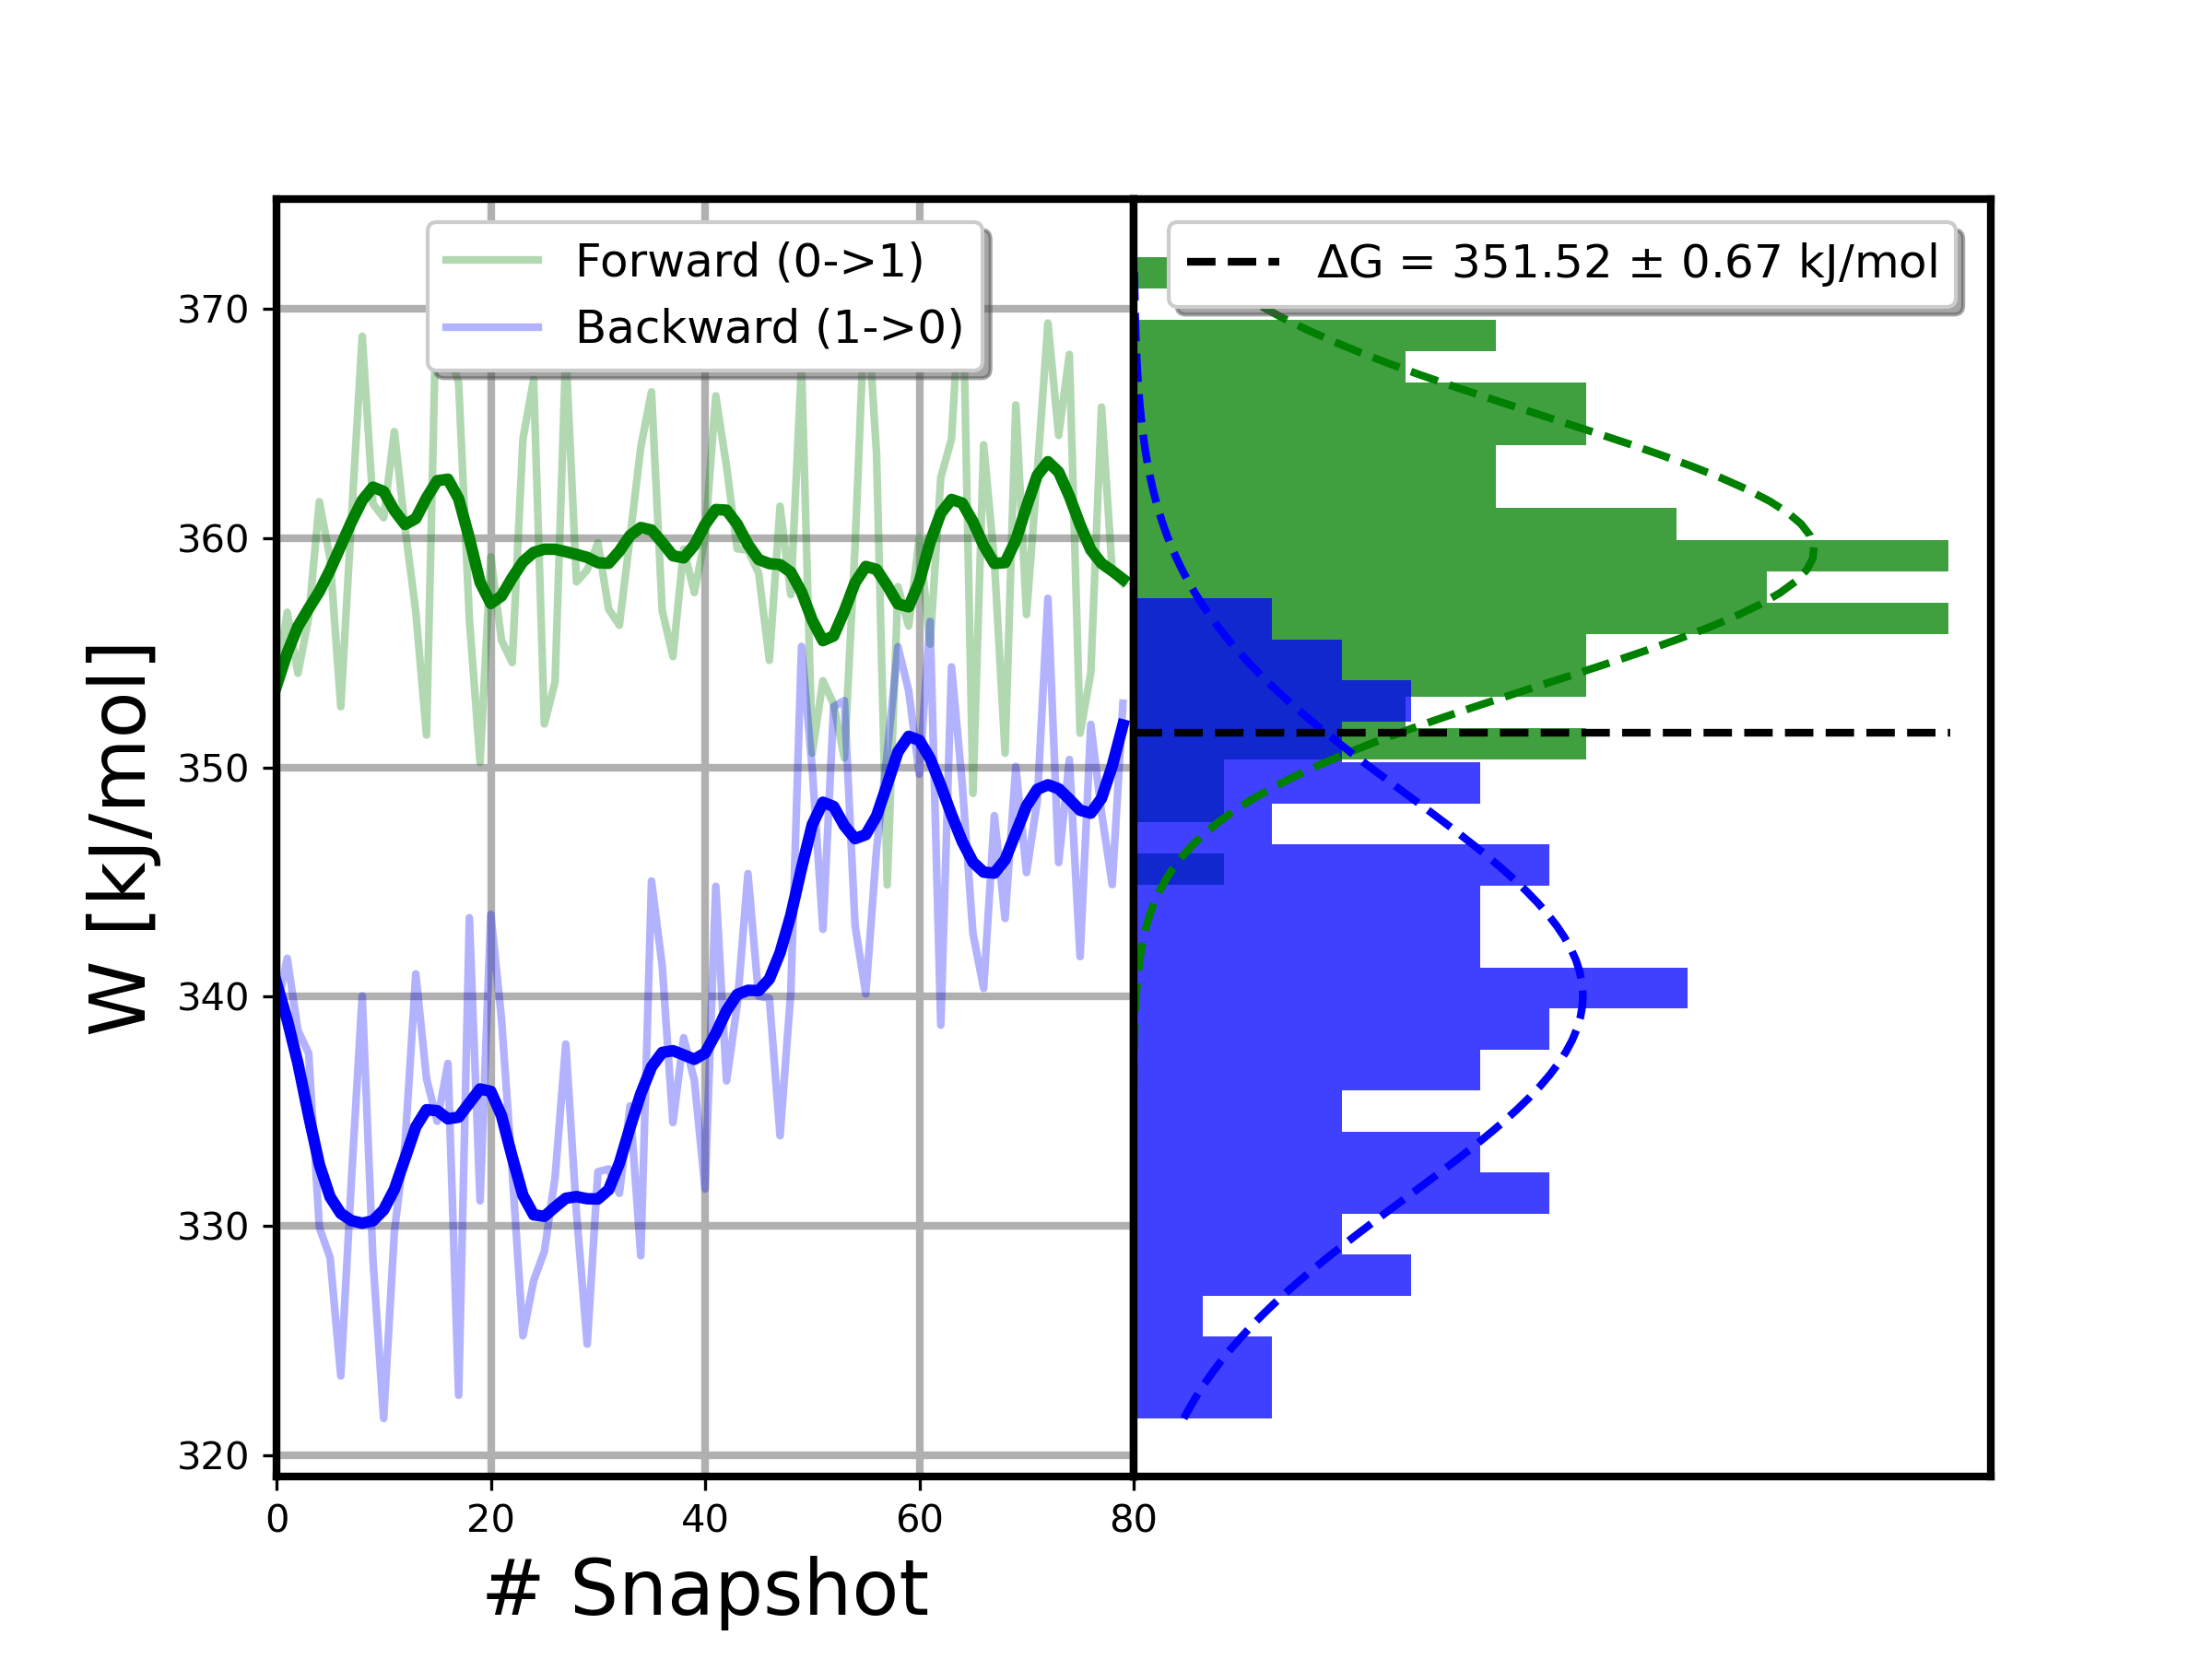 Forward (0->1)
Backward (1->0)
ΔG = 351.52 ± 0.67 kJ/mol
W [kJ/mol]
370
360
350
340
330
320
0 20 40 60 80
# Snapshot